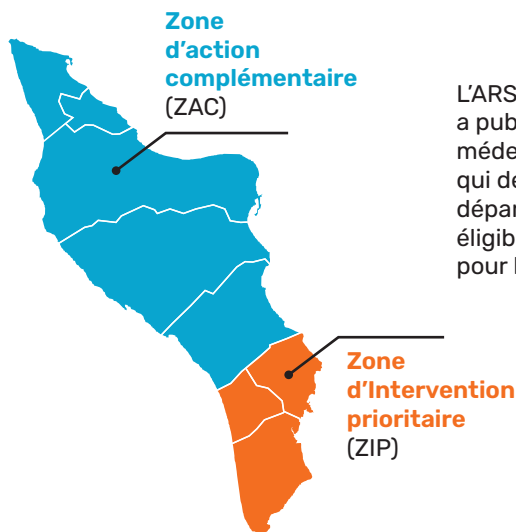 Zone
d'action
complémentaire
(ZAC)
L'ARS
a pub
méde
qui de
dépar
éligib
pour l
Zone
d'Intervention
prioritaire
(ZIP)